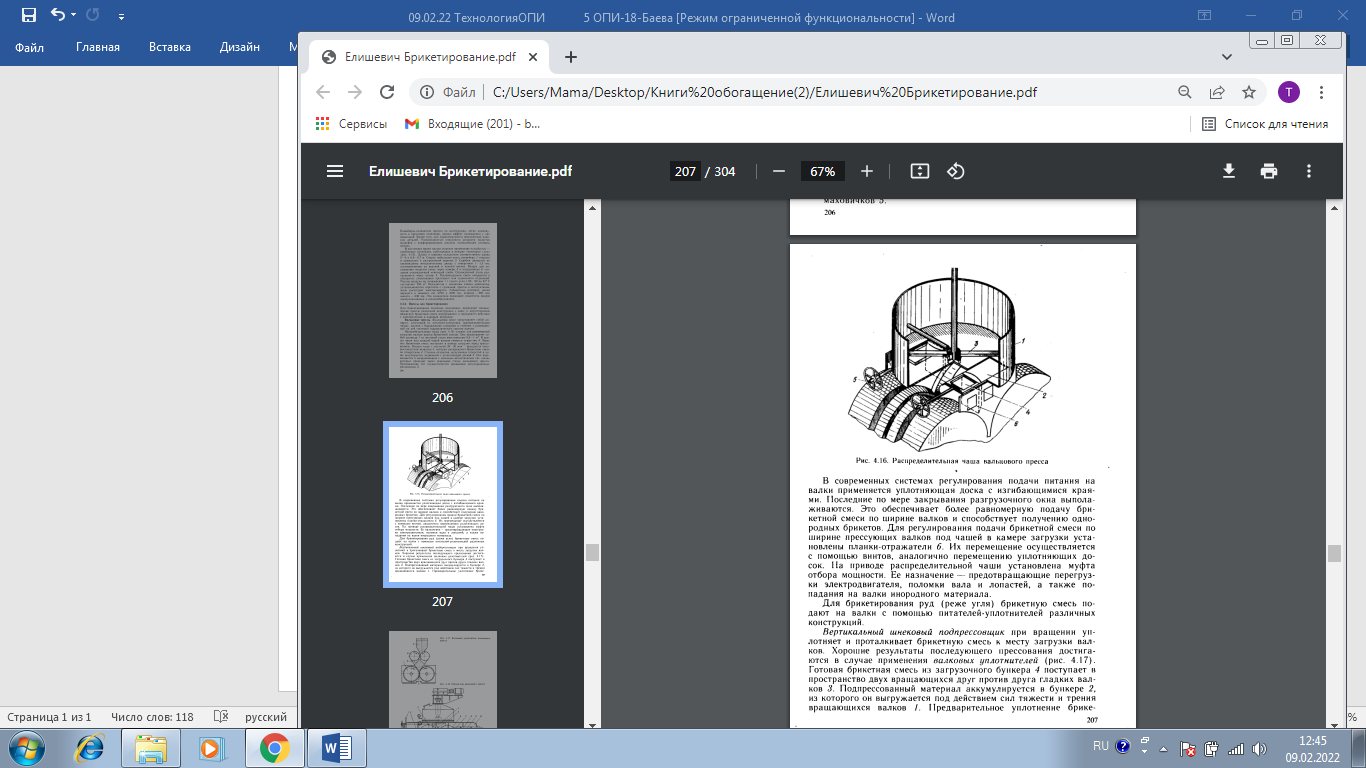 09.02.22 ТехнологияОПИ 5 ОПИ-18-Баева [Режим ограниченной функциональности] - Word
Файл Главная Вставка Дизайн
Елишевич Брикетирование.pdf
Файл C:/Users/Mama/Desktop/Книги%20обогащение(2)/Елишевич%20Брикетирование.pdf T
Сервисы Входящие (201) - b...
Список для чтения
Елишевич Брикетирование.pdf 207 / 304 67%
206
207
маховичков 5.
206
1
2
3
4
5
6
Рис. 4.16. Распределительная чаша валькового пресса
В современных системах регулирования подачи питания на
валки применяется уплотняющая доска с изгибающимися края-
ми. Последние по мере закрывания разгрузочного окна выпола-
живаются. Это обеспечивает более равномерную подачу бри-
кетной смеси по ширине валков и способствует получению одно-
родных брикетов. Для регулирования подачи брикетной смеси по
ширине прессующих валков под чашей в камере загрузки уста-
новлены планки-отражатели 6. Их перемещение осуществляется
с помощью винтов, аналогично перемещению уплотняющих до-
сок. На приводе распределительной чаши установлена муфта
отбора мощности. Ее назначение — предотвращающие перегруз-
ки электродвигателя, поломки вала и лопастей, а также по-
падания на валки инородного материала.
Для брикетирования руд (реже угля) брикетную смесь по-
дают на валки с помощью питателей-уплотнителей различных
конструкций.
Вертикальный шнековый подпрессовщик при вращении уп-
лотняет и проталкивает брикетную смесь к месту загрузки вал-
ков. Хорошие результаты последующего прессования достига-
ются в случае применения валковых уплотнителей (рис. 4.17).
Готовая брикетная смесь из загрузочного бункера 4 поступает в
пространство двух вращающихся друг против друга гладких вал-
ков 3. Подпрессованный материал аккумулируется в бункере 2,
из которого он выгружается под действием сил тяжести и трения
вращающихся валков 1. Предварительное уплотнение брике-
207
Страница 1 из 1 Число слов: 118 русский %
RU 12:45
09.02.2022